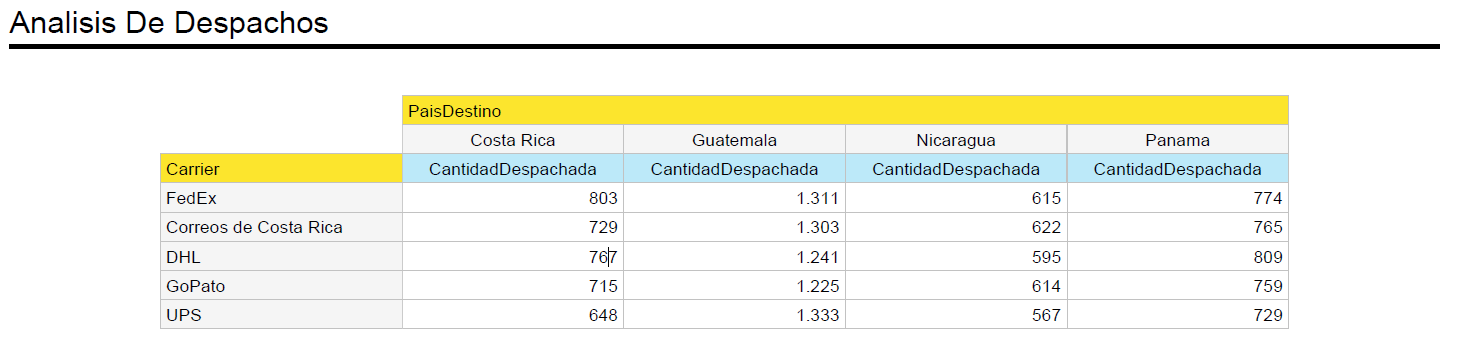 Analisis De Despachos
PaisDestino
Costa Rica Guatemala Nicaragua Panama
Carrier CantidadDespachada CantidadDespachada CantidadDespachada CantidadDespachada
FedEx 803 1.311 615 774
Correos de Costa Rica 729 1.303 622 765
DHL 767 1.241 595 809
GoPato 715 1.225 614 759
UPS 648 1.333 567 729